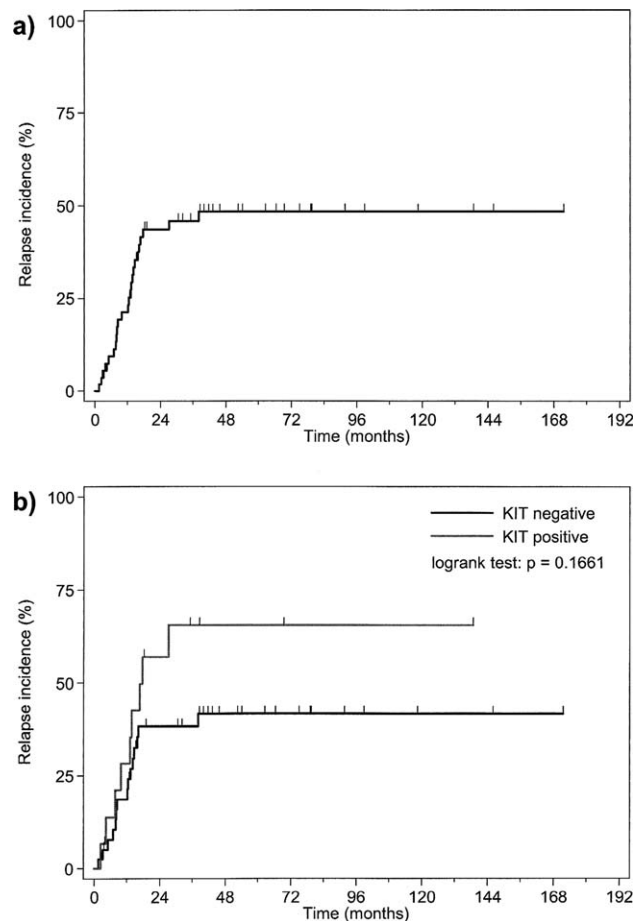 a)
100
75
50
25
0
Relapse incidence (%)
0 24 48 72 96 120 144 168 192
Time (months)
b)
100
75
50
25
0
Relapse incidence (%)
KIT negative
KIT positive
logrank test: p = 0.1661
0 24 48 72 96 120 144 168 192
Time (months)